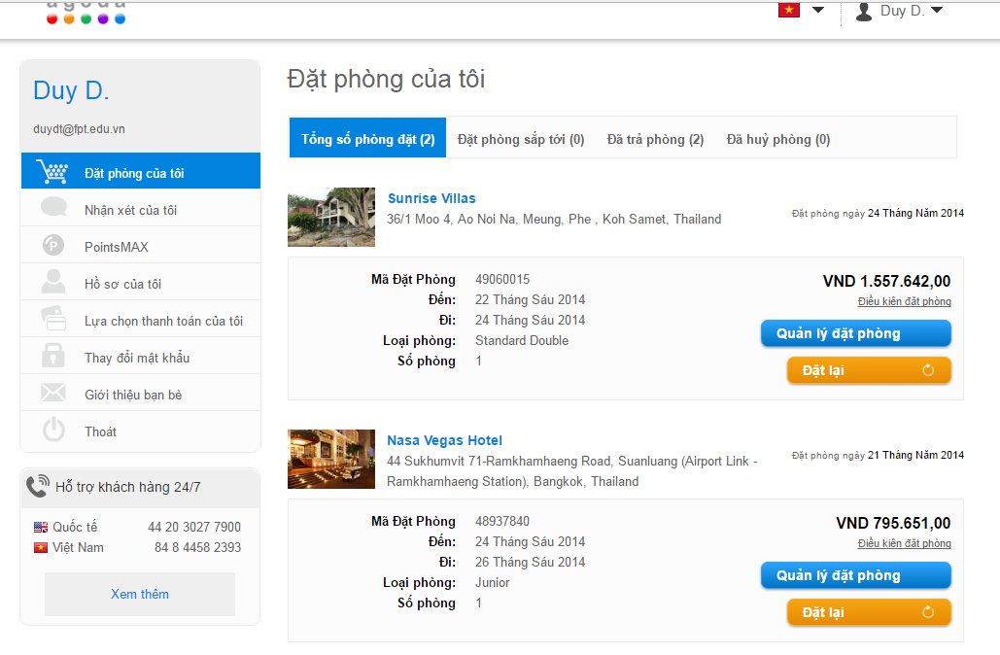 agoda
Duy D.
Duy D.
duydt@fpt.edu.vn
Đặt phòng của tôi
Nhận xét của tôi
PointsMAX
Hồ sơ của tôi
Lựa chọn thanh toán của tôi
Thay đổi mật khẩu
Giới thiệu bạn bè
Thoát
Hỗ trợ khách hàng 24/7
Quốc tế 44 20 3027 7900
Việt Nam 84 8 4458 2393
Xem thêm
Đặt phòng của tôi
Tổng số phòng đặt (2) Đặt phòng sắp tới (0) Đã trả phòng (2) Đã huỷ phòng (0)
Sunrise Villas
36/1 Moo 4, Ao Noi Na, Meung, Phe , Koh Samet, Thailand
Đặt phòng ngày 24 Tháng Năm 2014
Mã Đặt Phòng 49060015
Đến: 22 Tháng Sáu 2014
Đi: 24 Tháng Sáu 2014
Loại phòng: Standard Double
Số phòng 1
VND 1.557.642,00
Điều kiện đặt phòng
Quản lý đặt phòng
Đặt lại
Nasa Vegas Hotel
44 Sukhumvit 71-Ramkhamhaeng Road, Suanluang (Airport Link -
Ramkhamhaeng Station), Bangkok, Thailand
Đặt phòng ngày 21 Tháng Năm 2014
Mã Đặt Phòng 48937840
Đến: 24 Tháng Sáu 2014
Đi: 26 Tháng Sáu 2014
Loại phòng: Junior
Số phòng 1
VND 795.651,00
Điều kiện đặt phòng
Quản lý đặt phòng
Đặt lại